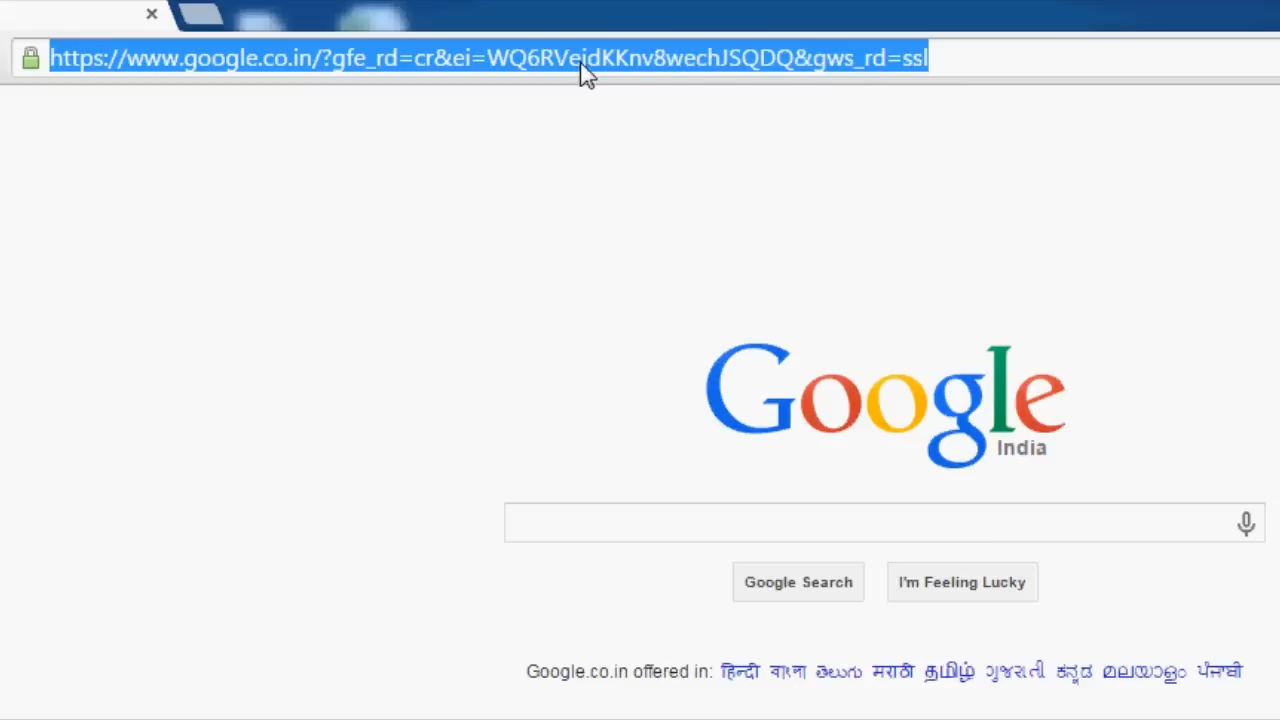 https://www.google.co.in/?gfe_rd=cr&ei=WQ6RVejdKKnv8wechJSQDQ&gws_rd=ssl
Google
India
Google Search I'm Feeling Lucky
Google.co.in offered in: हिन्दी বাংলা తెలుగు मराठी தமிழ் ગુજરાતી ಕನ್ನಡ മലയാളം ਪੰਜਾਬੀ